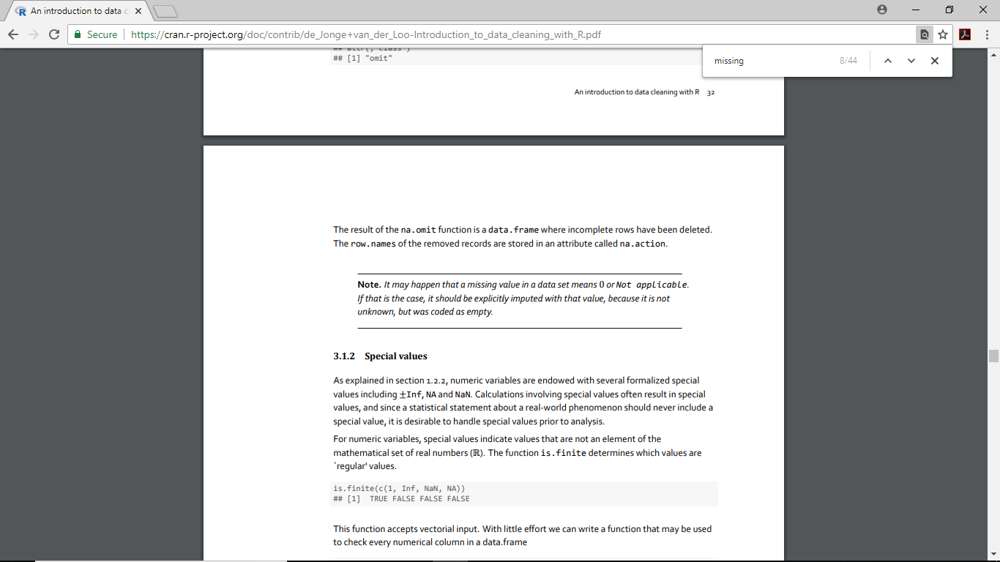 An introduction to data c
Secure
https://cran.r-project.org/doc/contrib/de_Jonge+van_der_Loo-Introduction_to_data_cleaning_with_R.pdf
missing
8/44
## [1] "omit"
An introduction to data cleaning with R 32
The result of the na.omit function is a data.frame where incomplete rows have been deleted.
The row.names of the removed records are stored in an attribute called na.action.
Note. It may happen that a missing value in a data set means 0 or Not applicable.
If that is the case, it should be explicitly imputed with that value, because it is not
unknown, but was coded as empty.
3.1.2 Special values
As explained in section 1.2.2, numeric variables are endowed with several formalized special
values including ±Inf, NA and NaN. Calculations involving special values often result in special
values, and since a statistical statement about a real-world phenomenon should never include a
special value, it is desirable to handle special values prior to analysis.
For numeric variables, special values indicate values that are not an element of the
mathematical set of real numbers (ℝ). The function is.finite determines which values are
`regular' values.
is.finite(c(1, Inf, NaN, NA))
## [1]  TRUE FALSE FALSE FALSE
This function accepts vectorial input. With little effort we can write a function that may be used
to check every numerical column in a data.frame